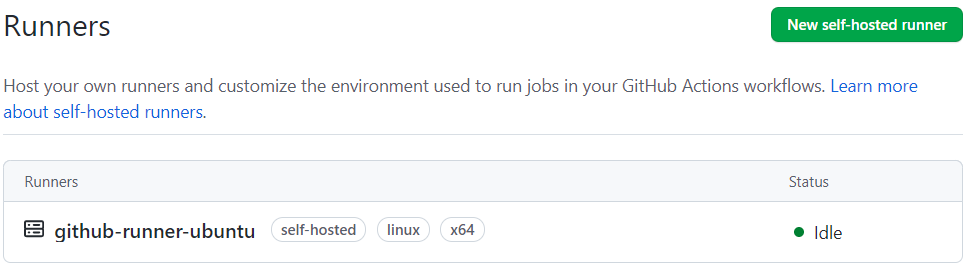 Runners
New self-hosted runner
Host your own runners and customize the environment used to run jobs in your GitHub Actions workflows. Learn more
about self-hosted runners.
Runners Status
github-runner-ubuntu self-hosted linux x64 Idle